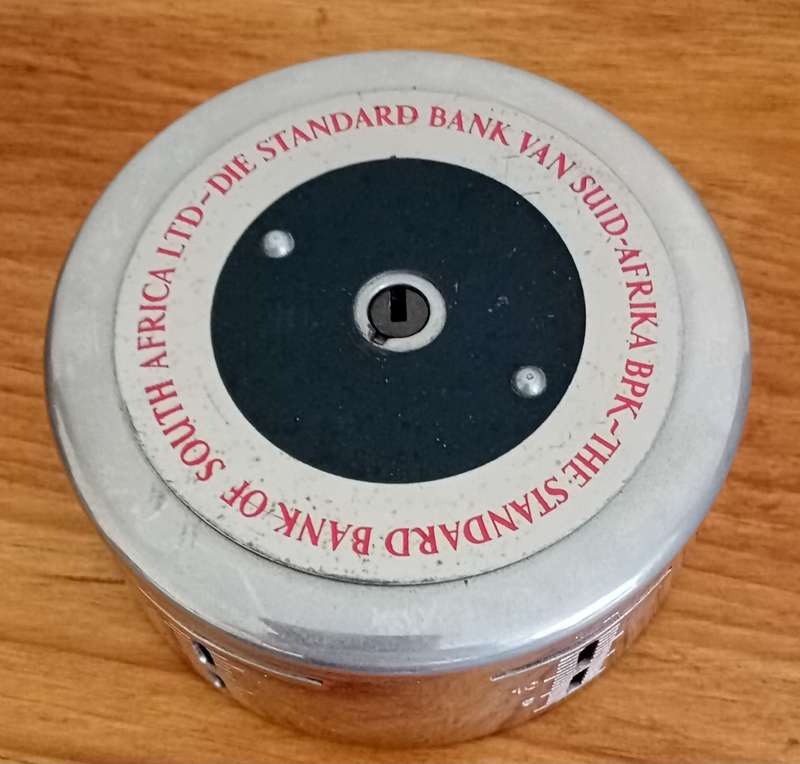 DIE STANDARD BANK VAN SUID-AFRIKA BPK~THE STANDARD BANK OF SOUTH AFRICA LTD~